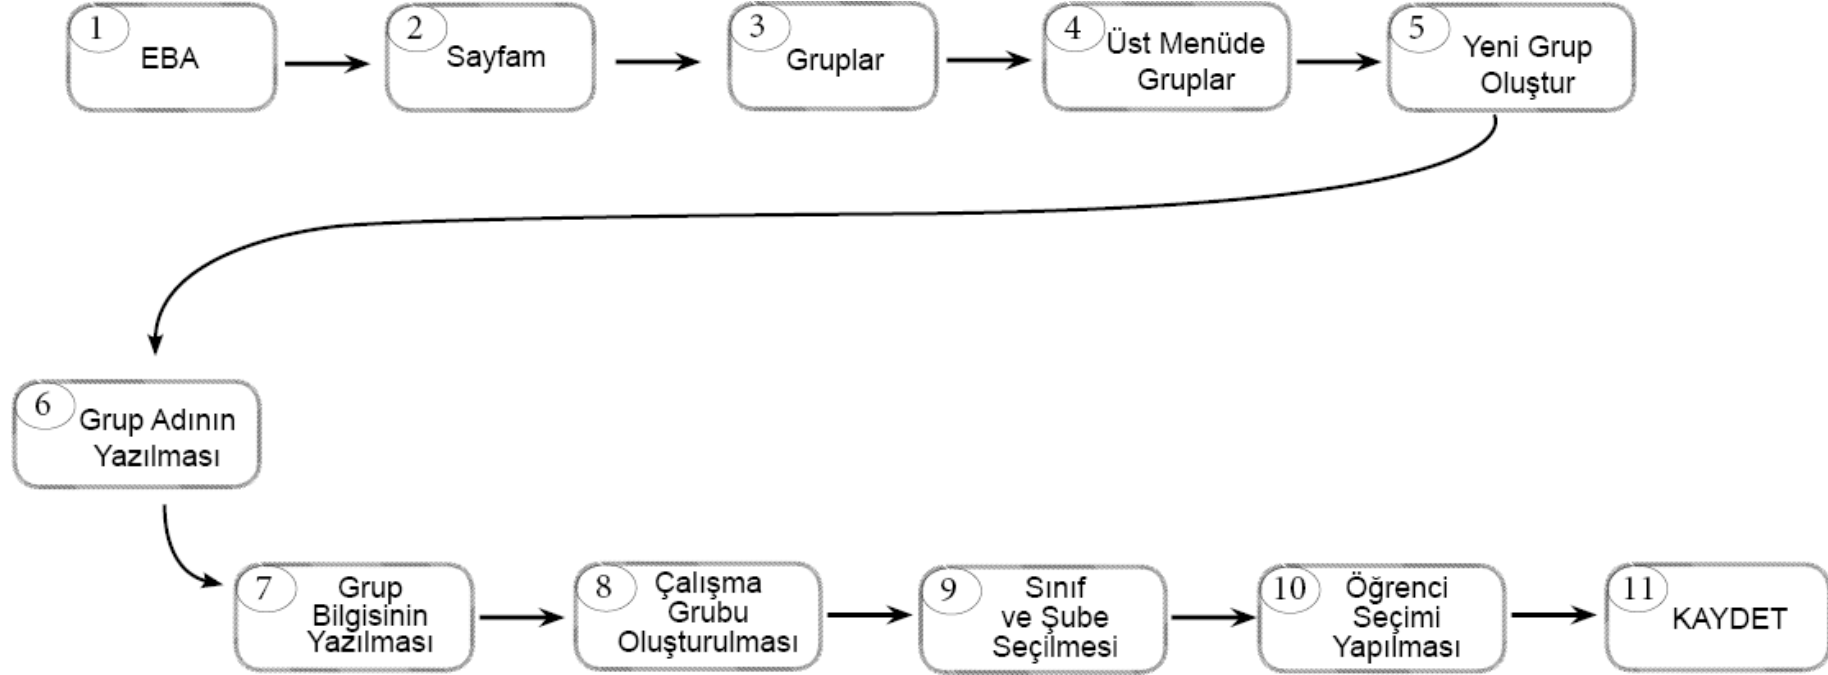 1
EBA
2
Sayfam
3
Gruplar
4
Üst Menüde
Gruplar
5
Yeni Grup
Oluştur
6
Grup Adının
Yazılması
7
Grup
Bilgisinin
Yazılması
8
Çalışma
Grubu
Oluşturulması
9
Sınıf
ve Şube
Seçilmesi
10
Öğrenci
Seçimi
Yapılması
11
KAYDET